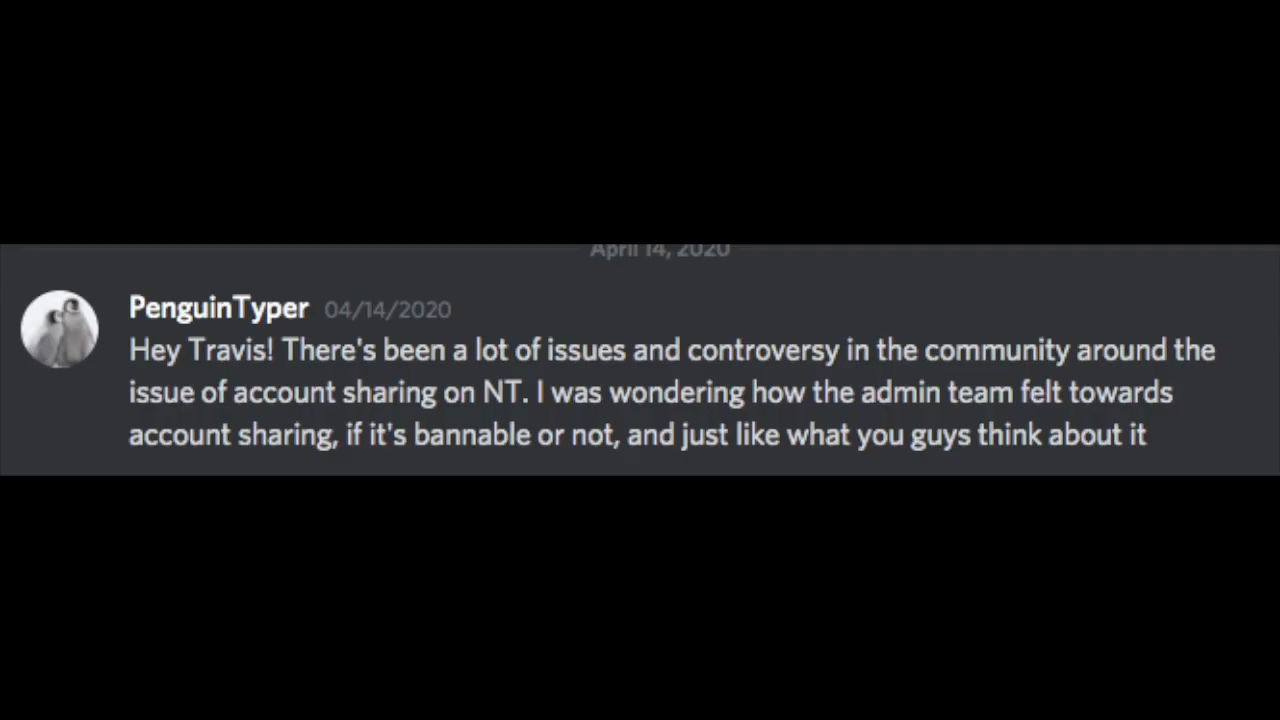 April 14, 2020
PenguinTyper 04/14/2020
Hey Travis! There's been a lot of issues and controversy in the community around the
issue of account sharing on NT. I was wondering how the admin team felt towards
account sharing, if it's bannable or not, and just like what you guys think about it